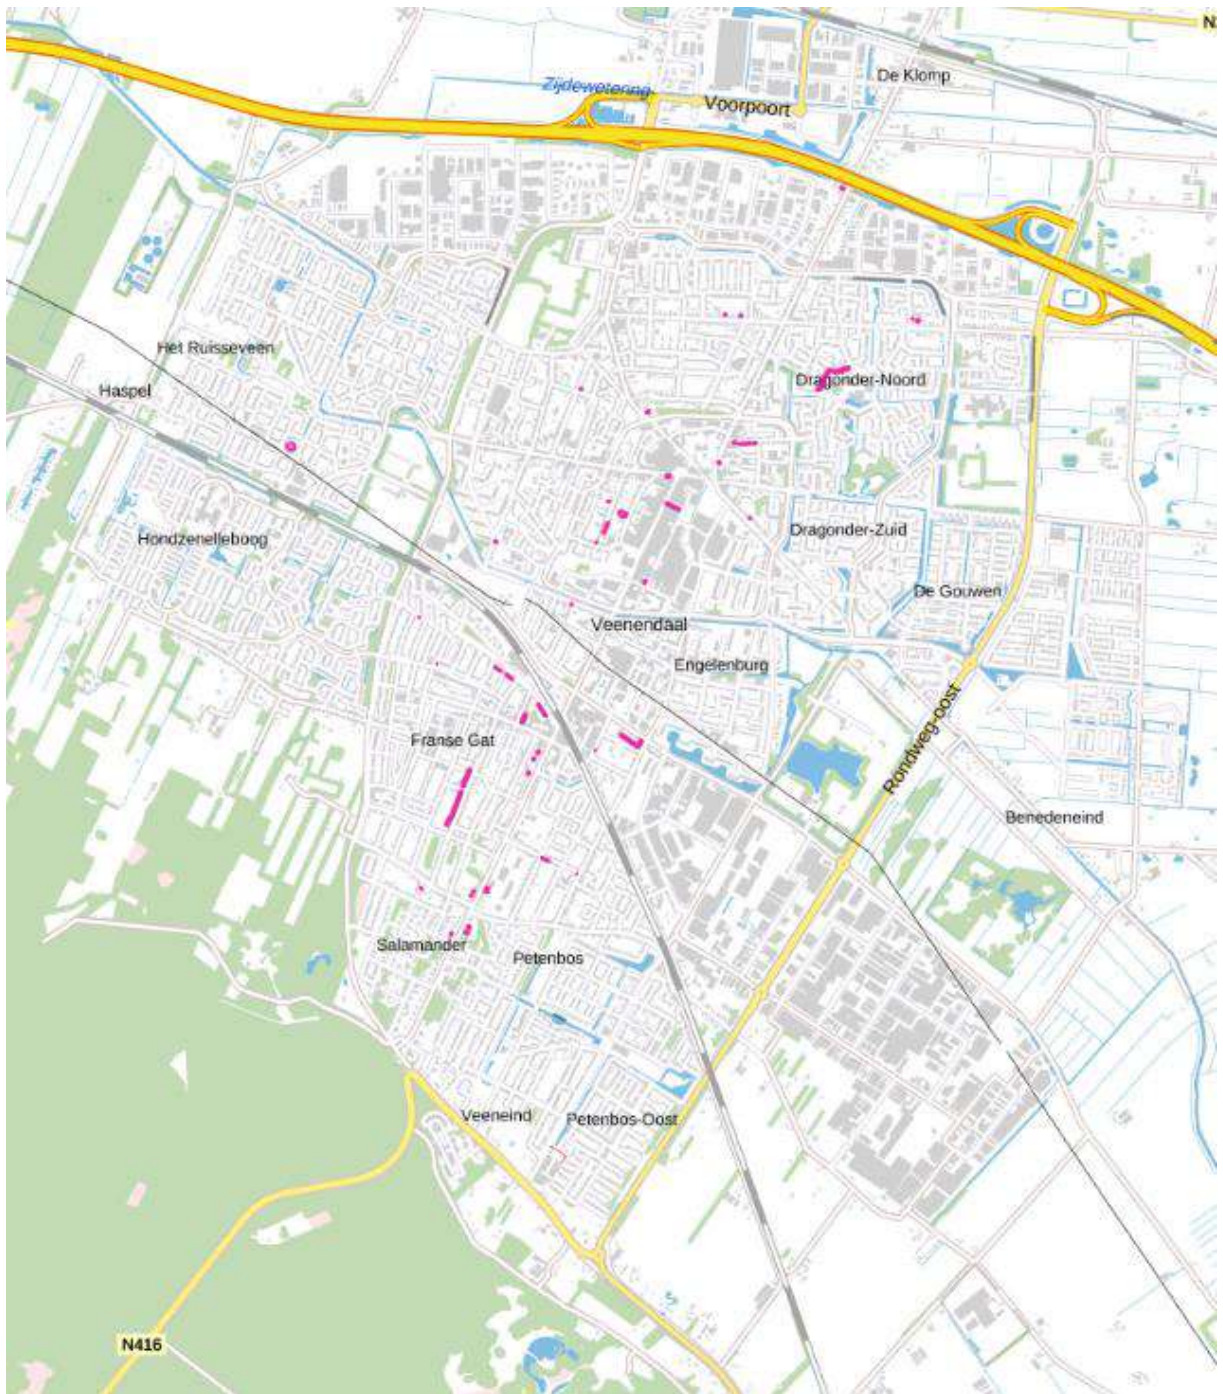 N
De Klomp
Zijdewetering
Voorpoort
Het Ruisseveen
Dragonder-Noord
Haspel
Hondzenelleboog
Dragonder-Zuid
De Gouwen
Veenendaal
Engelenburg
Rondweg-oost
Franse Gat
Benedeneind
Salamander
Petenbos
Veeneind
Petenbos-Oost
N416